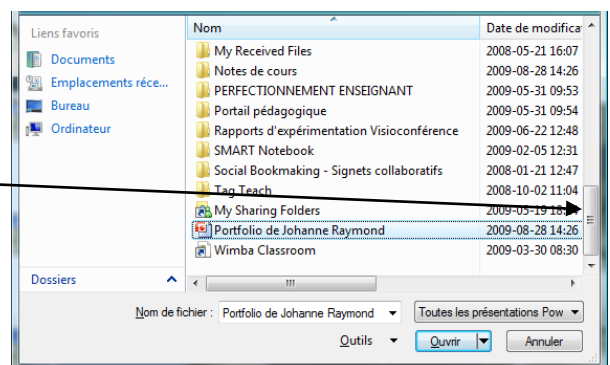 Liens favoris
Documents
Emplacements réce...
Bureau
Ordinateur
Dossiers
Nom Date de modifica
My Received Files 2008-05-21 16:07
Notes de cours 2009-08-28 14:26
PERFECTIONNEMENT ENSEIGNANT 2009-05-31 09:53
Portail pédagogique 2009-05-31 09:54
Rapports d'expérimentation Visioconférence 2009-06-22 12:48
SMART Notebook 2009-02-05 12:31
Social Bookmaking - Signets collaboratifs 2008-01-21 12:47
Tag Teach 2008-10-02 11:04
My Sharing Folders 2009-05-19
Portfolio de Johanne Raymond 2009-08-28 14:26
Wimba Classroom 2009-03-30 08:30
Nom de fichier : Portfolio de Johanne Raymond Toutes les présentations Pow
Outils Ouvrir Annuler